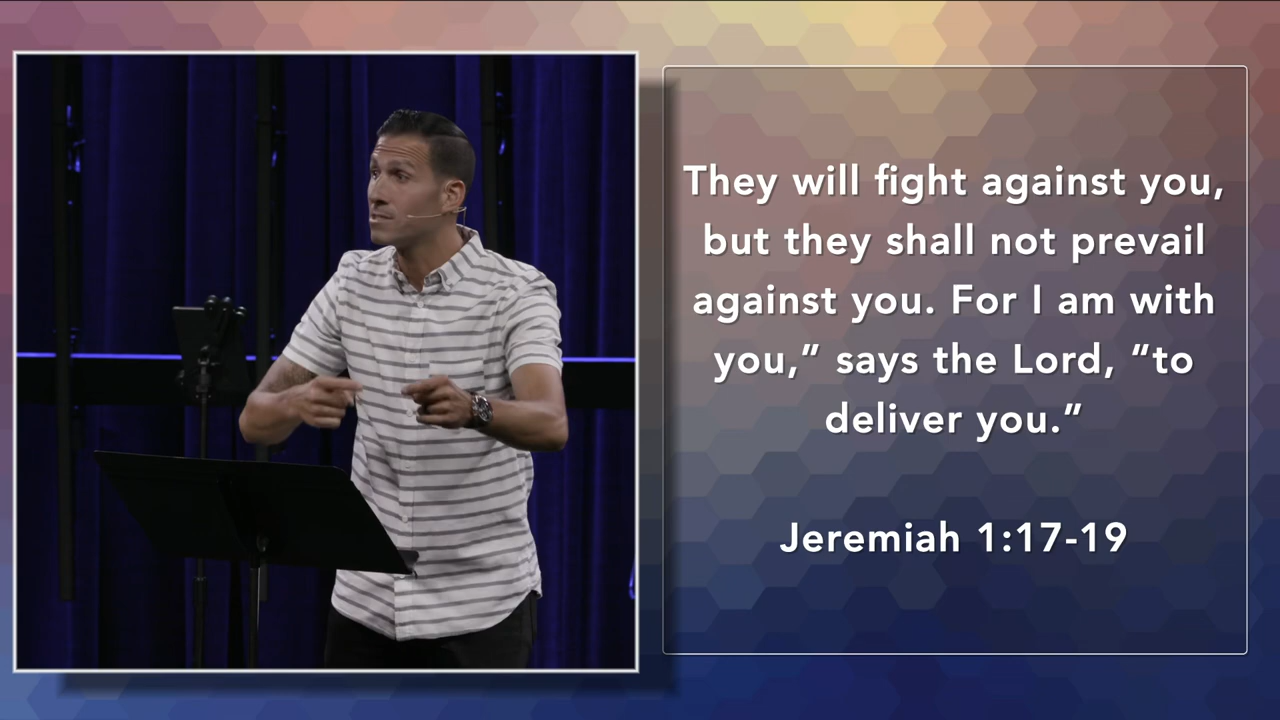 They will fight against you,
but they shall not prevail
against you. For I am with
you,” says the Lord, “to
deliver you.”
Jeremiah 1:17-19